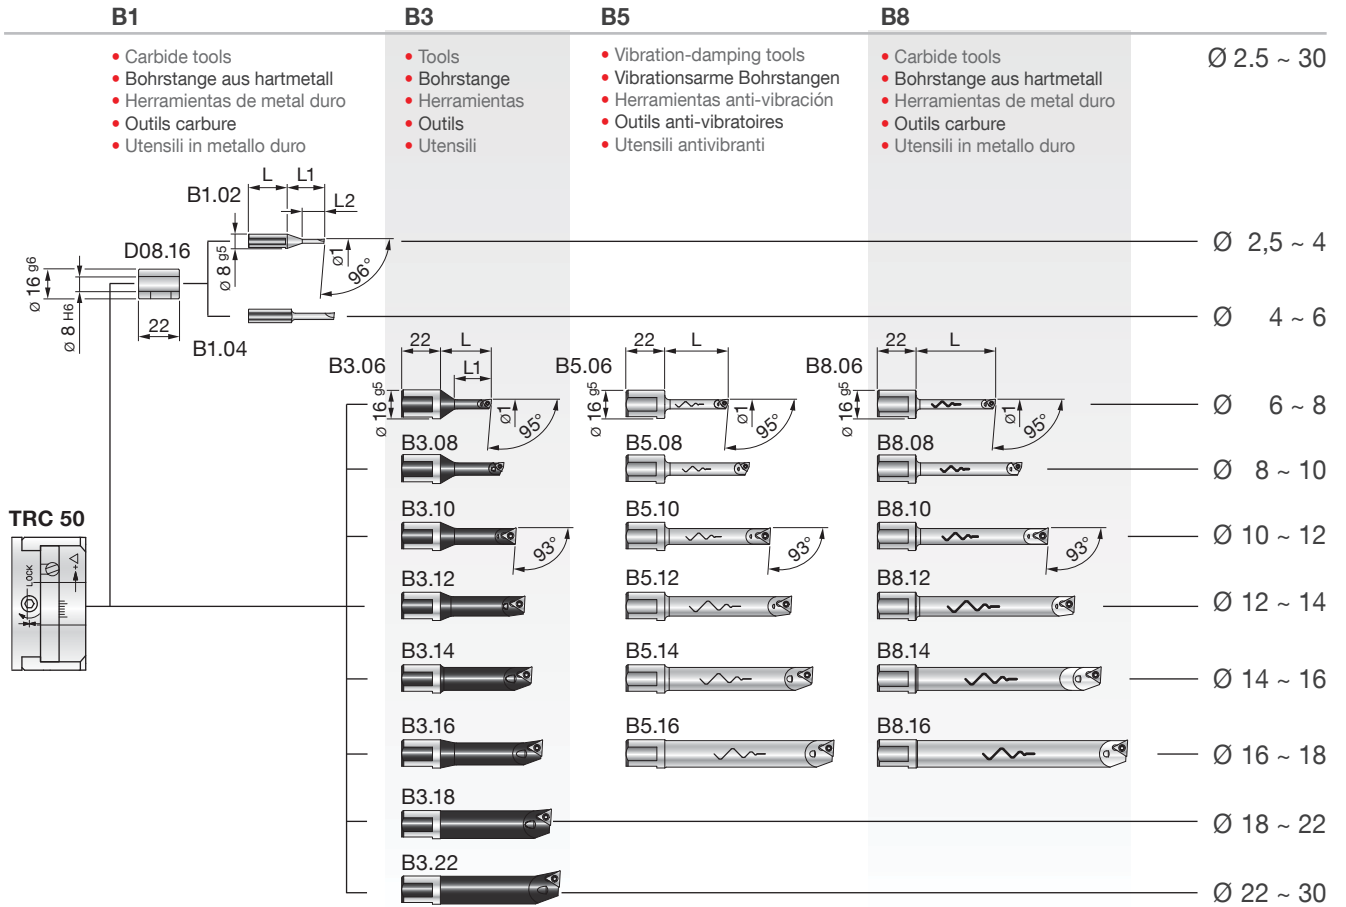 B1 B3 B5 B8
• Carbide tools
• Bohrstange aus hartmetall
• Herramientas de metal duro
• Outils carbure
• Utensili in metallo duro
• Tools
• Bohrstange
• Herramientas
• Outils
• Utensili
• Vibration-damping tools
• Vibrationsarme Bohrstangen
• Herramientas anti-vibración
• Outils anti-vibratoires
• Utensili antivibranti
• Carbide tools
• Bohrstange aus hartmetall
• Herramientas de metal duro
• Outils carbure
• Utensili in metallo duro
Ø 2.5 ~ 30
B1.02
L L1
L2
Ø 8 g5
Ø1
96°
Ø 2,5 ~ 4
D08.16
Ø 16 g6
Ø 8 H6
22
B1.04
Ø 4 ~ 6
B3.06
22 L
L1
Ø 16 g5
Ø1
95°
B5.06
22 L
Ø 16 g5
Ø1
95°
B8.06
22 L
Ø 16 g5
Ø1
95°
Ø 6 ~ 8
B3.08 B5.08 B8.08
Ø 8 ~ 10
B3.10
93°
B5.10
93°
B8.10
93°
Ø 10 ~ 12
TRC 50
LOCK
+
B3.12 B5.12 B8.12
Ø 12 ~ 14
B3.14 B5.14 B8.14
Ø 14 ~ 16
B3.16 B5.16 B8.16
Ø 16 ~ 18
B3.18
Ø 18 ~ 22
B3.22
Ø 22 ~ 30